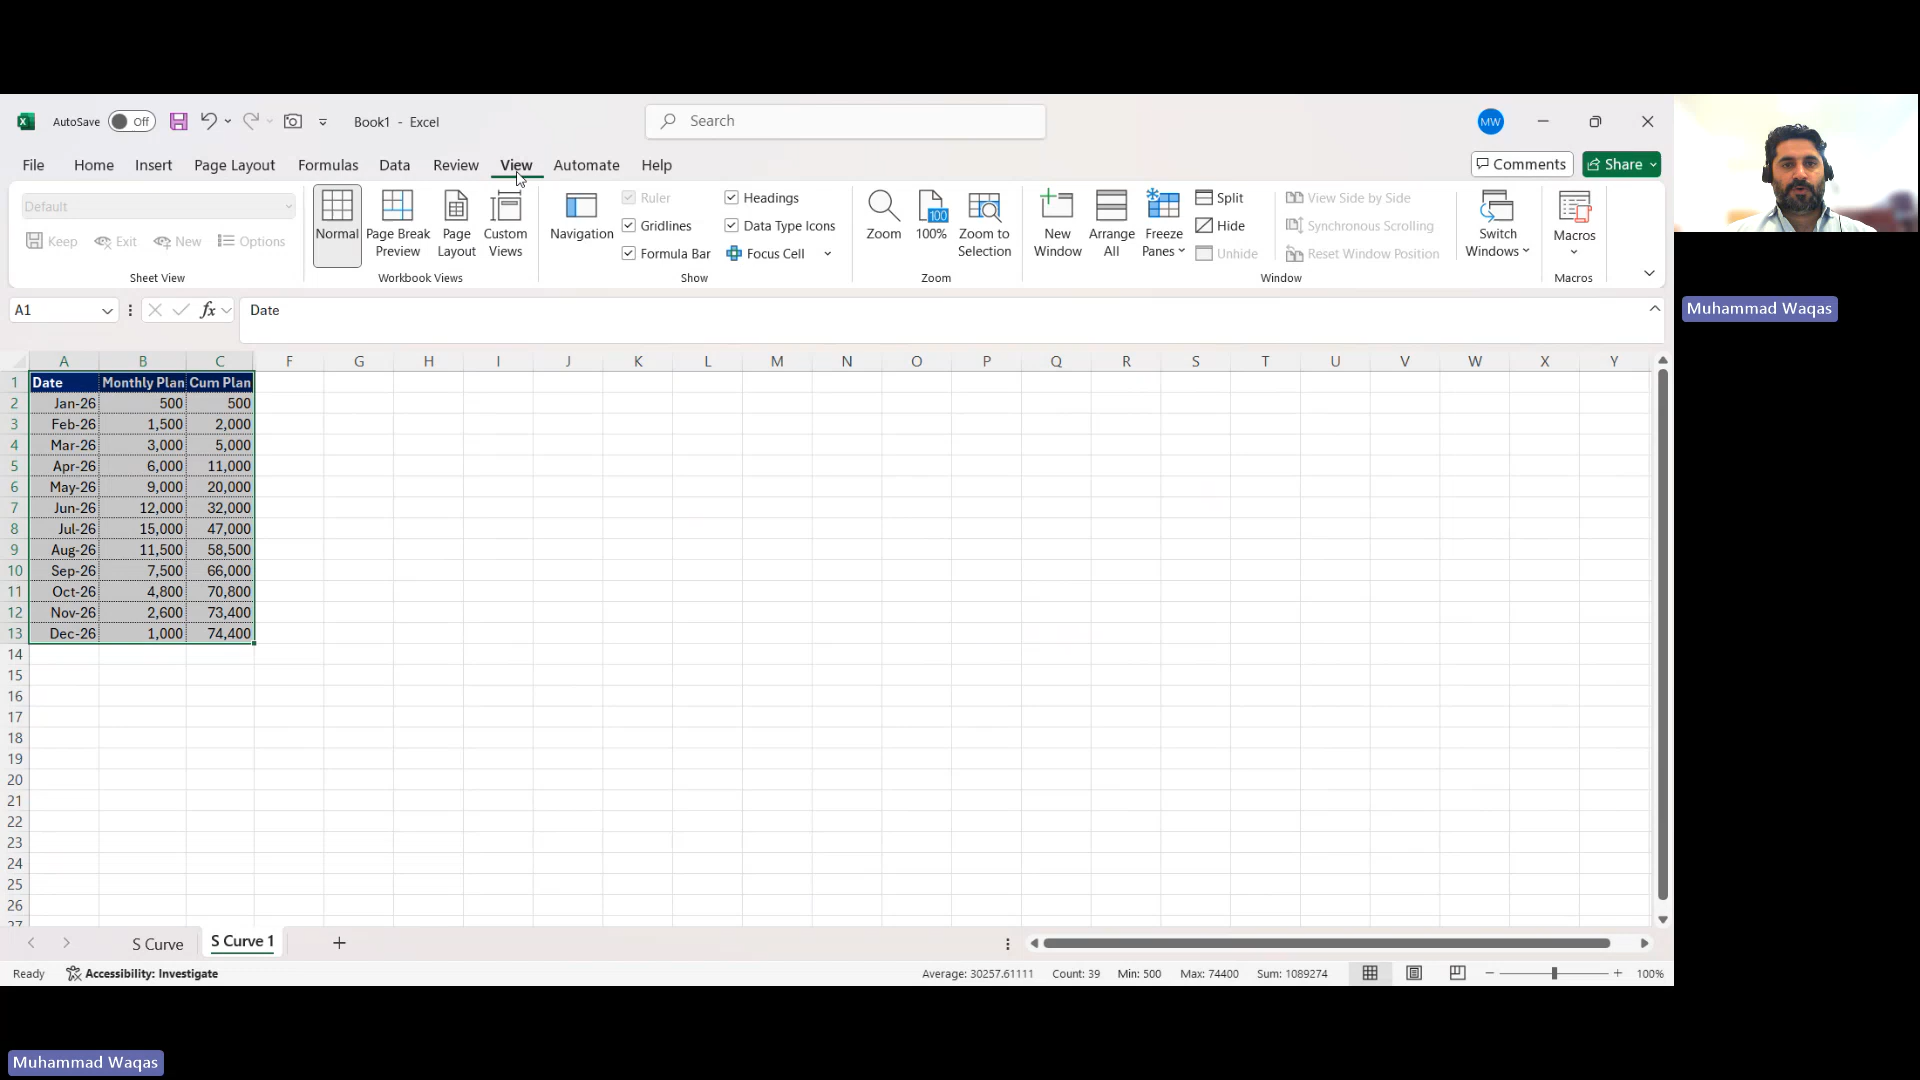 AutoSave Off Book1 - Excel Search MW
File Home Insert Page Layout Formulas Data Review View Automate Help Comments Share
Default
Keep Exit New Options
Sheet View
Normal Page Break Preview Page Layout Custom Views
Workbook Views
Navigation
Ruler
Gridlines
Formula Bar
Headings
Data Type Icons
Focus Cell
Show
Zoom 100 100% Zoom to Selection
Zoom
New Window Arrange All Freeze Panes
Split
Hide
Unhide
View Side by Side
Synchronous Scrolling
Reset Window Position
Switch Windows
Window
Macros
Macros
A1 fx Date
Muhammad Waqas
A B C F G H I J K L M N O P Q R S T U V W X Y
1 Date Monthly Plan Cum Plan
2 Jan-26 500 500
3 Feb-26 1,500 2,000
4 Mar-26 3,000 5,000
5 Apr-26 6,000 11,000
6 May-26 9,000 20,000
7 Jun-26 12,000 32,000
8 Jul-26 15,000 47,000
9 Aug-26 11,500 58,500
10 Sep-26 7,500 66,000
11 Oct-26 4,800 70,800
12 Nov-26 2,600 73,400
13 Dec-26 1,000 74,400
14
15
16
17
18
19
20
21
22
23
24
25
26
27
S Curve S Curve 1
Ready Accessibility: Investigate Average: 30257.61111 Count: 39 Min: 500 Max: 74400 Sum: 1089274 100%
Muhammad Waqas